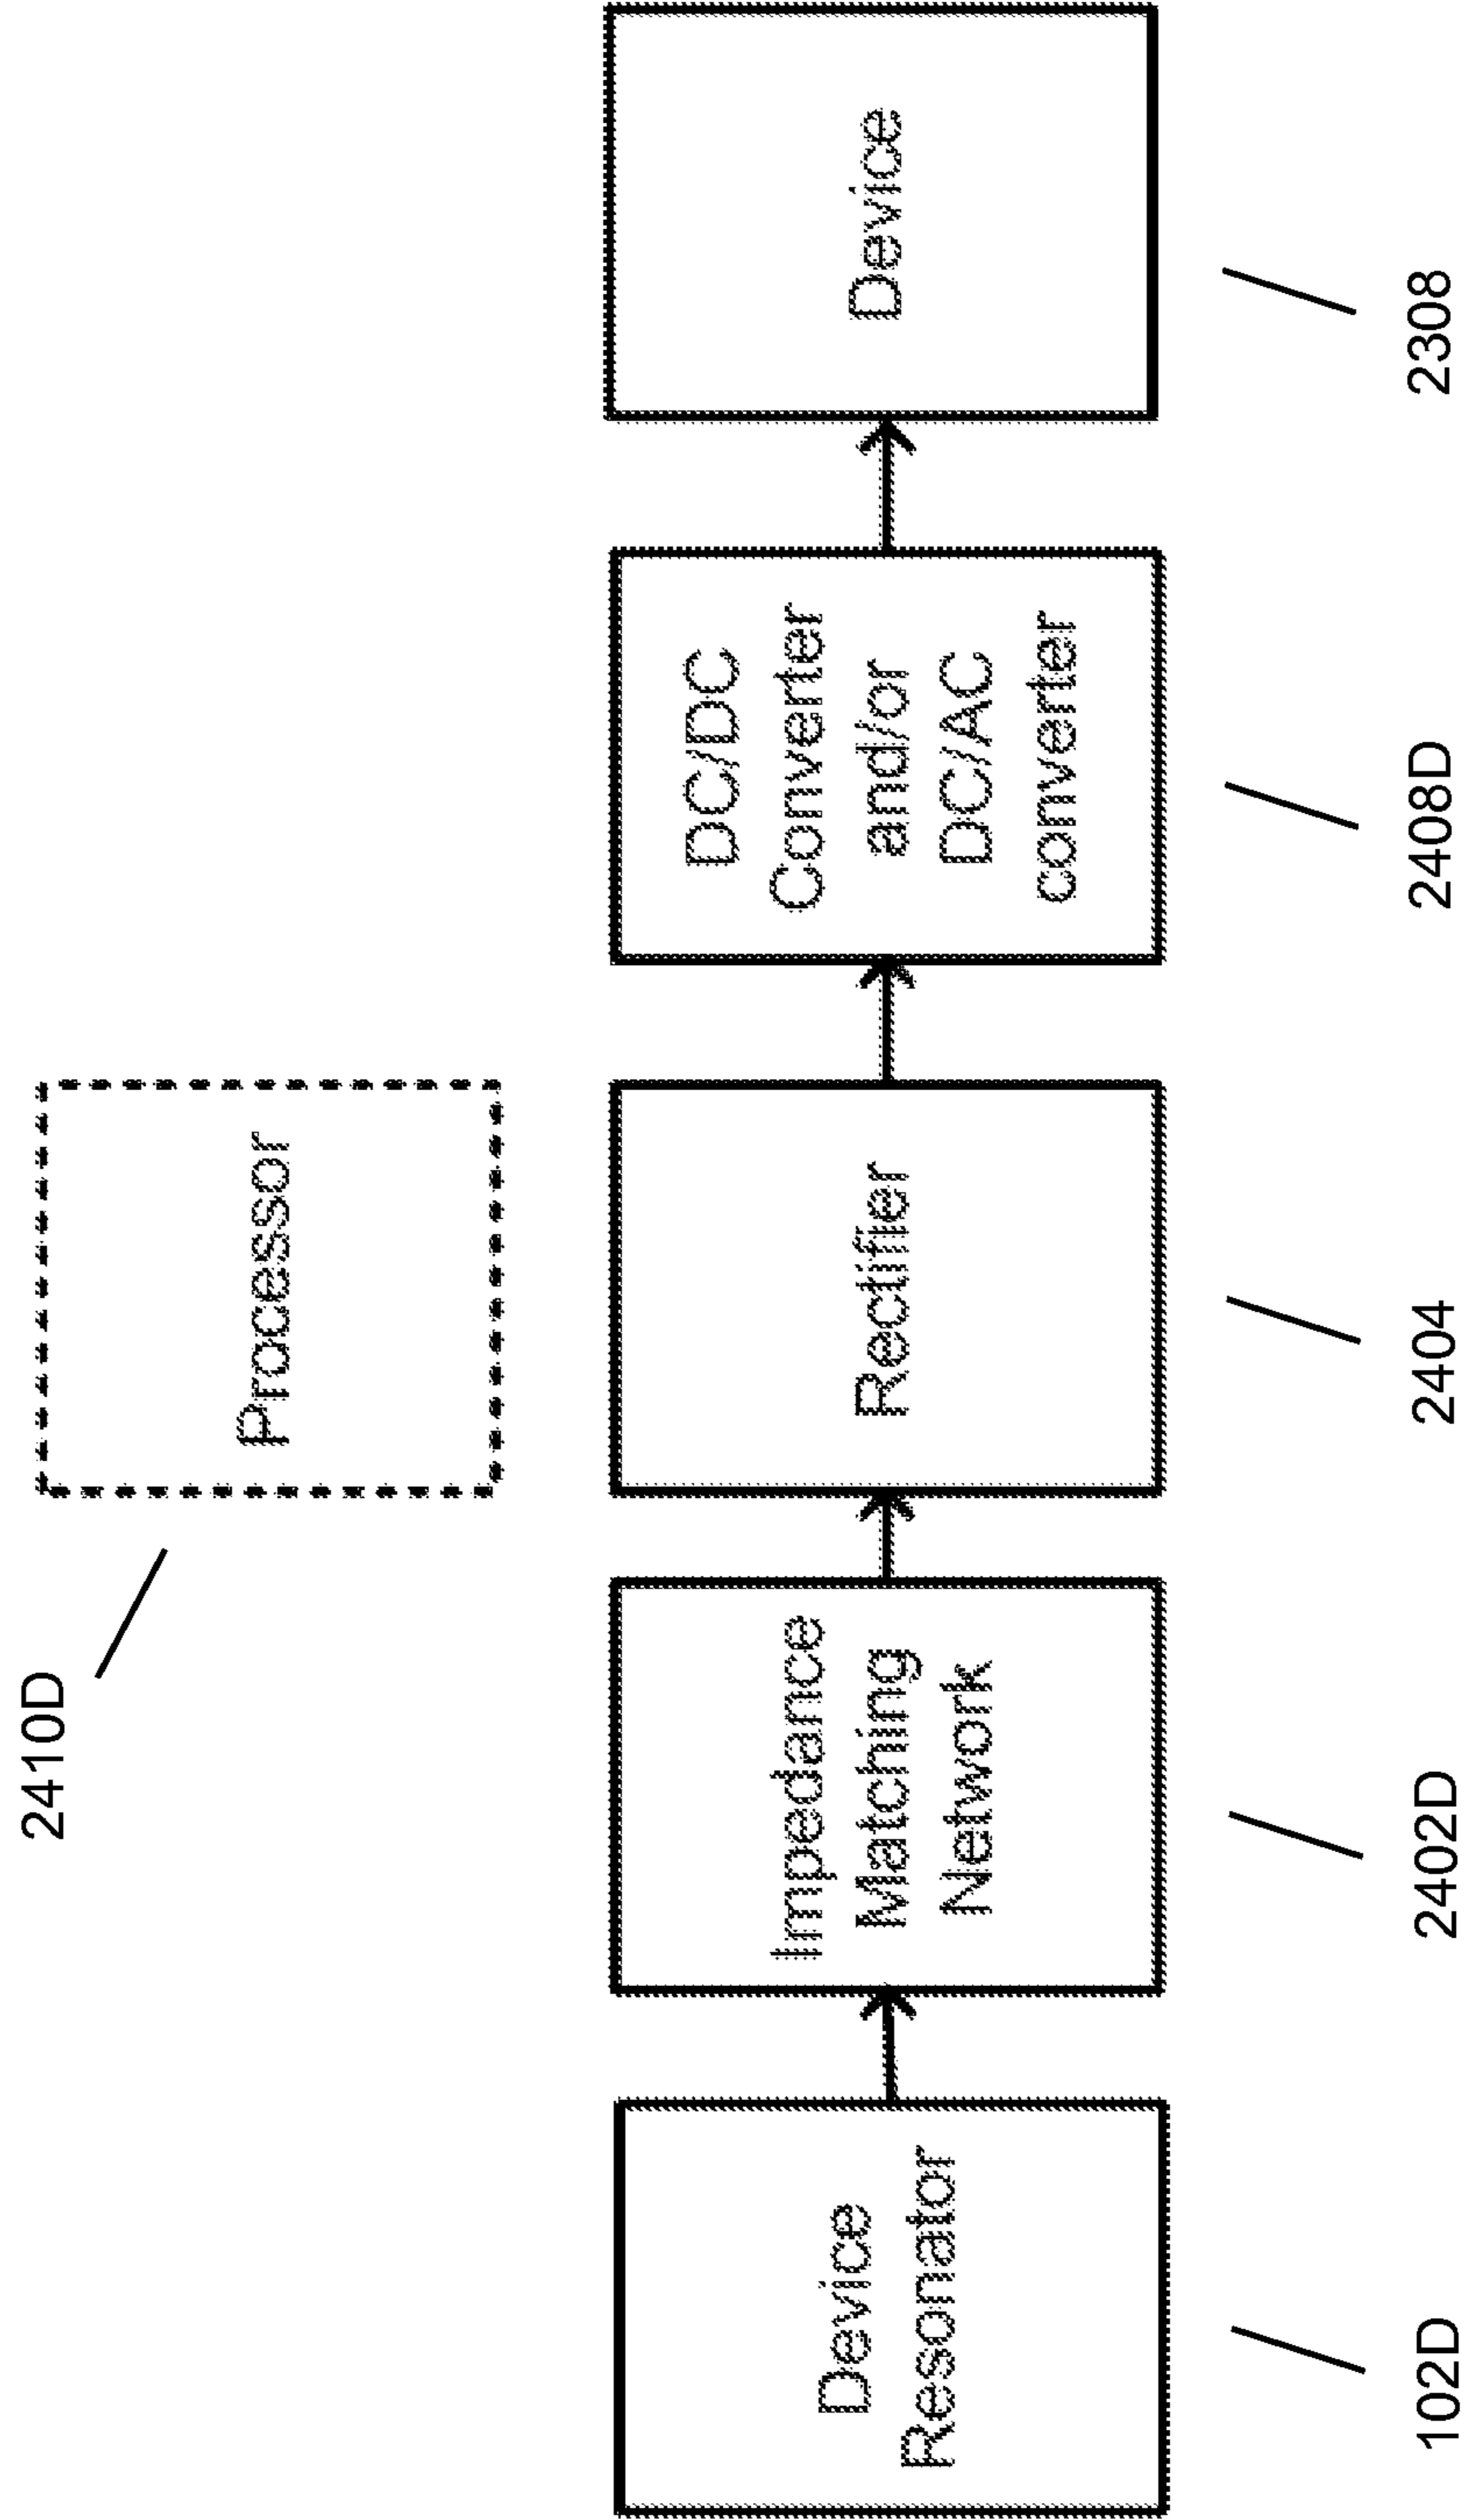 2410D
Processor
Device
Resonator
Impedance
Matching
Network
Rectifier
DC/DC
Converter
and/or
DC/AC
converter
Device
102D
2402D
2404
2408D
2308